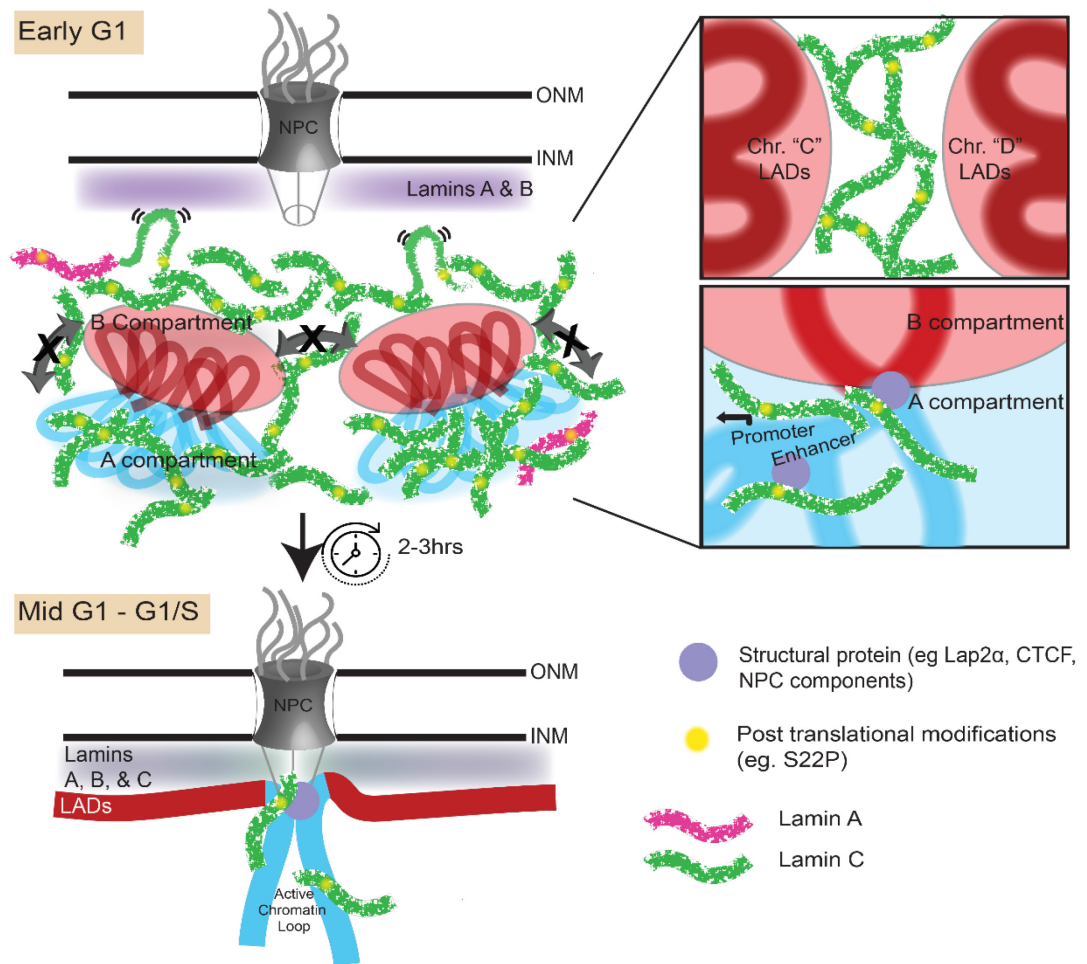 Early G1
ONM
NPC
INM
Lamins A & B
X
B Compartment
X
X
A compartment
Chr. “C”
LADs
Chr. “D”
LADs
B compartment
A compartment
Promoter
Enhancer
2-3hrs
Mid G1 - G1/S
ONM
NPC
INM
Lamins
A, B, & C
LADs
Active
Chromatin
Loop
Structural protein (eg Lap2α, CTCF,
NPC components)
Post translational modifications
(eg. S22P)
Lamin A
Lamin C